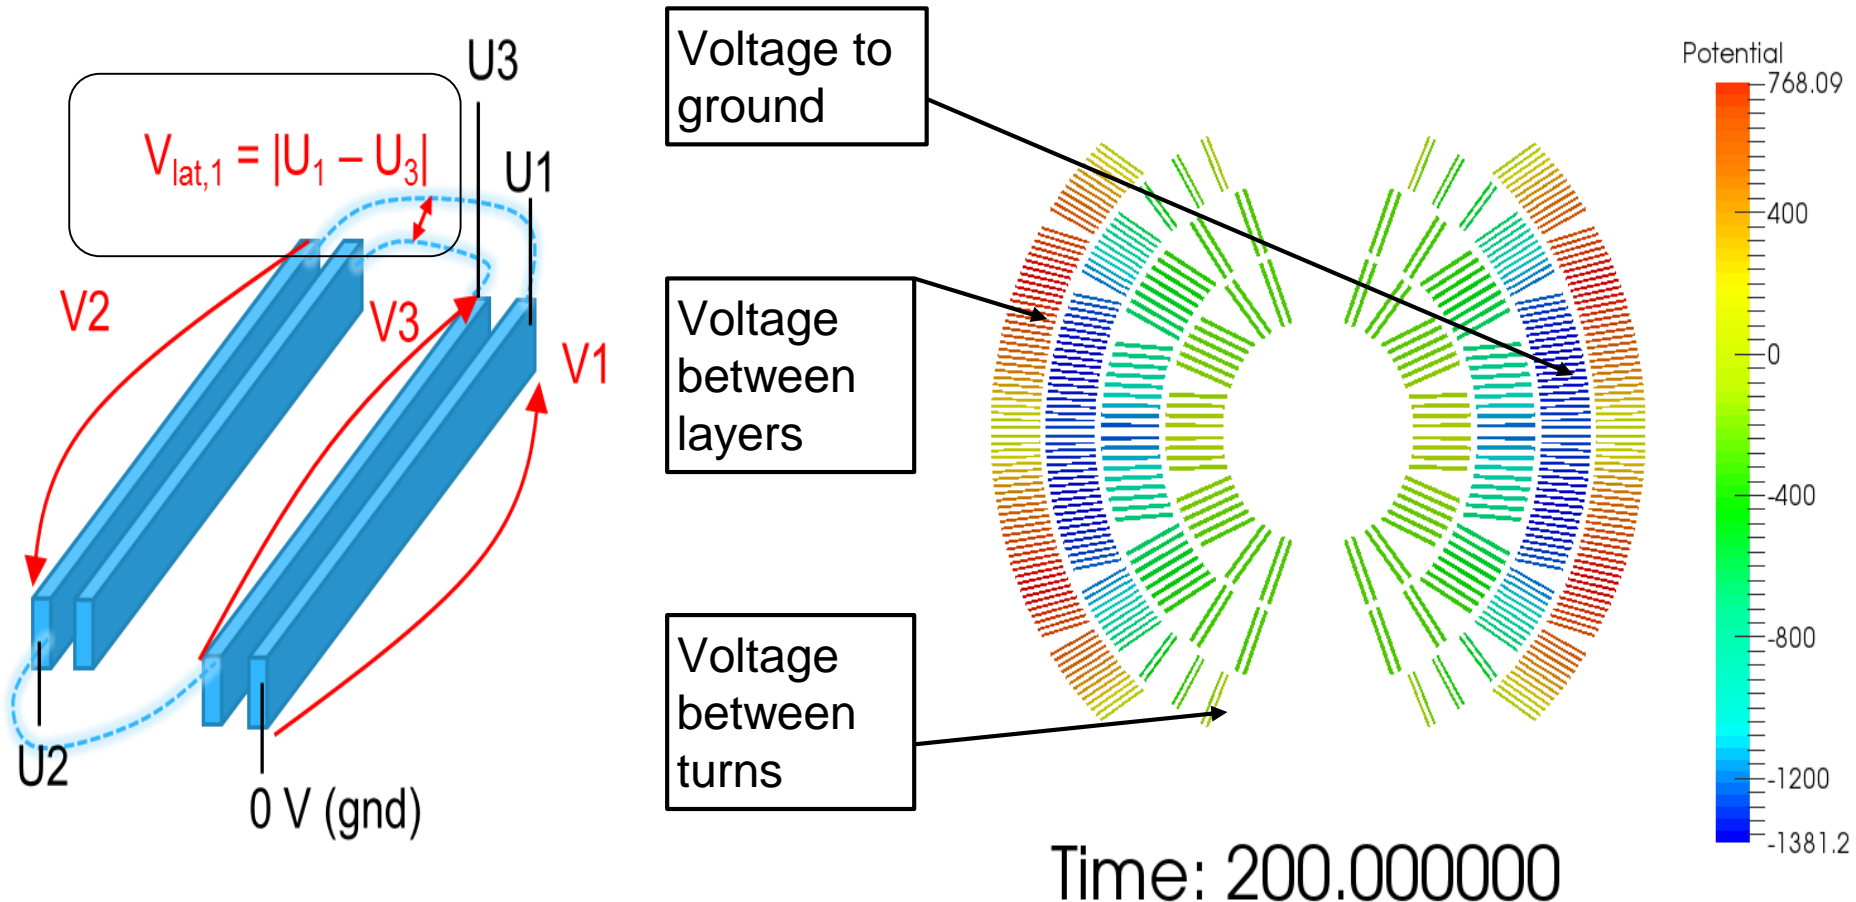 U3
V_lat,1 = |U_1 – U_3|
U1
V2
V3
V1
U2
0 V (gnd)
Voltage to
ground
Voltage
between
layers
Voltage
between
turns
Potential
768.09
400
0
-400
-800
-1200
-1381.2
Time: 200.000000